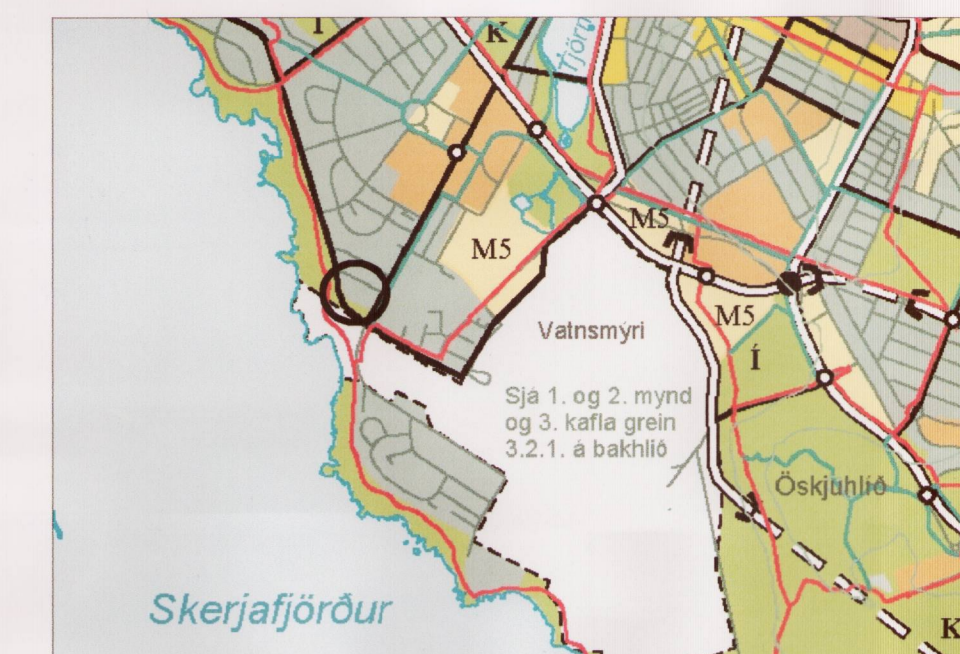 Í
K
Tjörn
M5
M5
Vatnsmýri
M5
Í
Sjá 1. og 2. mynd
og 3. kafla grein
3.2.1. á bakhlið
Öskjuhlíð
Skerjafjörður
K